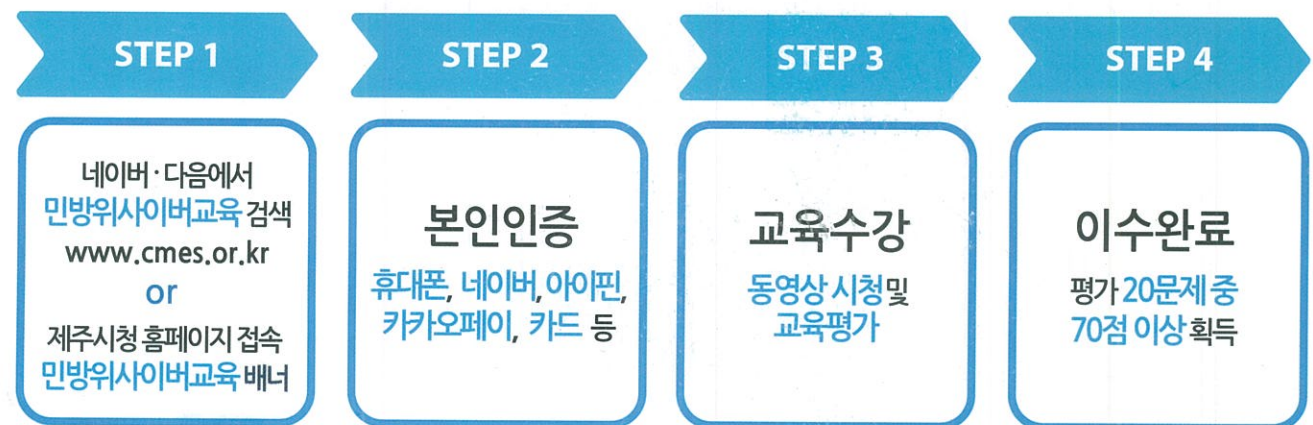 STEP 1
네이버·다음에서
민방위사이버교육 검색
www.cmes.or.kr
or
제주시청 홈페이지 접속
민방위사이버교육 배너
STEP 2
본인인증
휴대폰, 네이버, 아이핀,
카카오페이, 카드 등
STEP 3
교육수강
동영상 시청 및
교육평가
STEP 4
이수완료
평가 20문제 중
70점 이상 획득